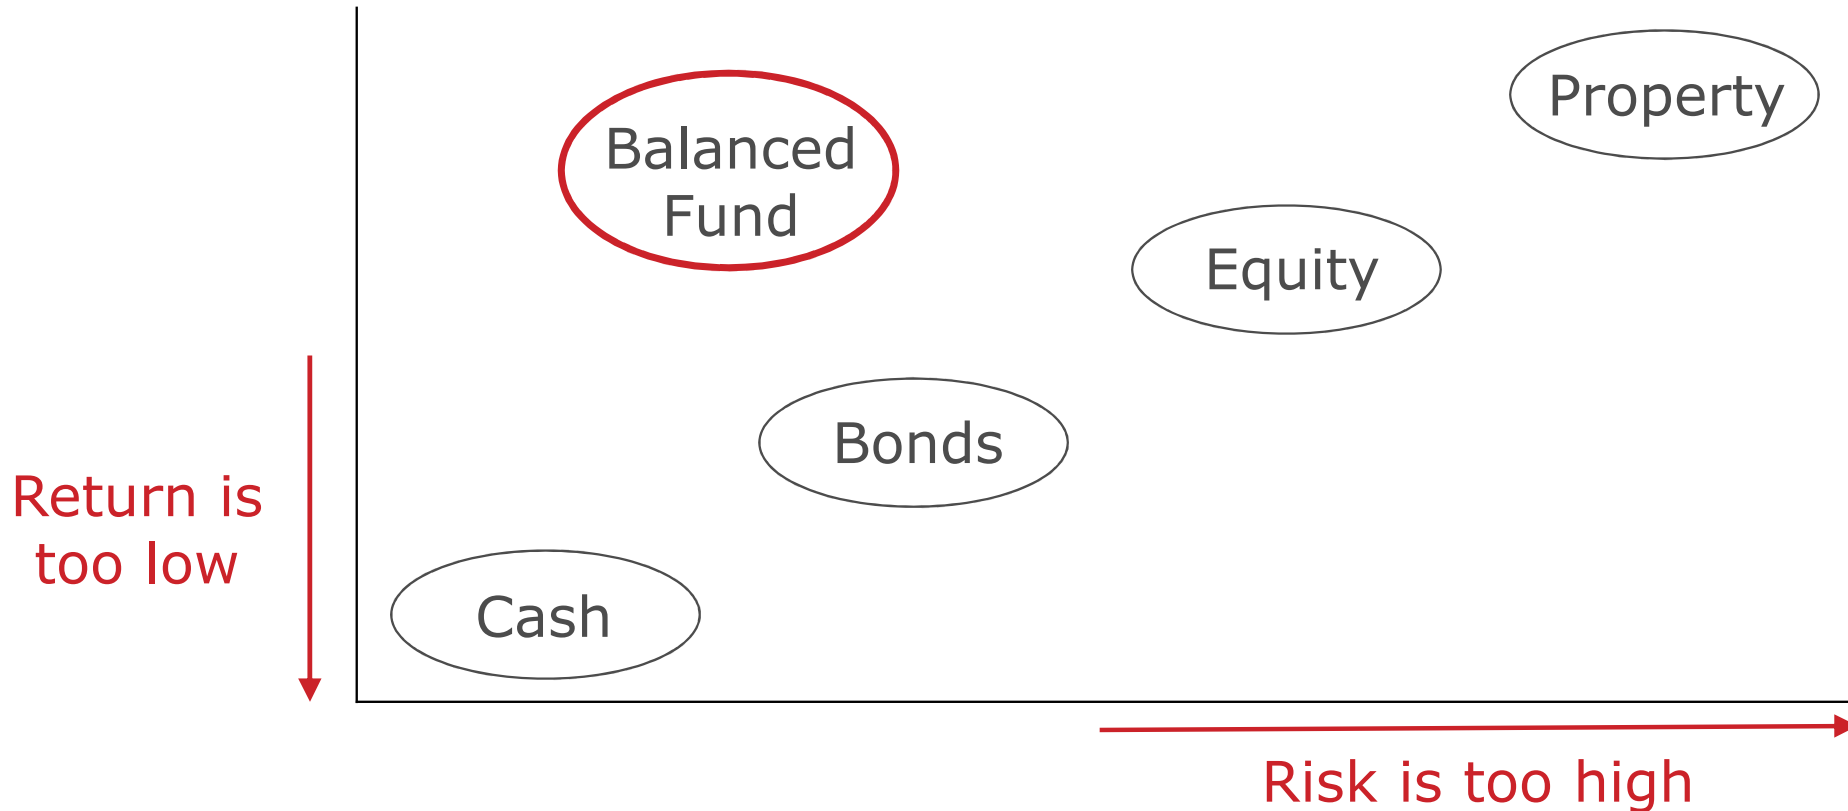 Property
Balanced
Fund
Equity
Bonds
Return is
too low
Cash
Risk is too high